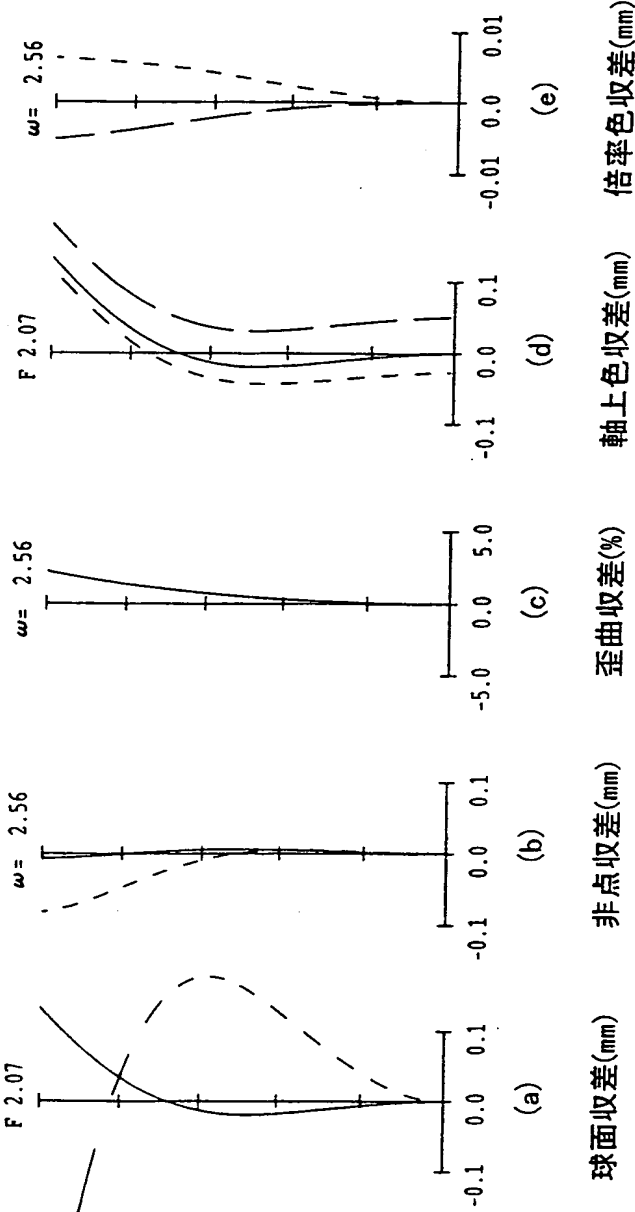 F 2.07
-0.1 0.0 0.1
(a)
球面収差(mm)
ω= 2.56
-0.1 0.0 0.1
(b)
非点収差(mm)
ω= 2.56
-5.0 0.0 5.0
(c)
歪曲収差(%)
F 2.07
-0.1 0.0 0.1
(d)
軸上色収差(mm)
ω= 2.56
-0.01 0.0 0.01
(e)
倍率色収差(mm)